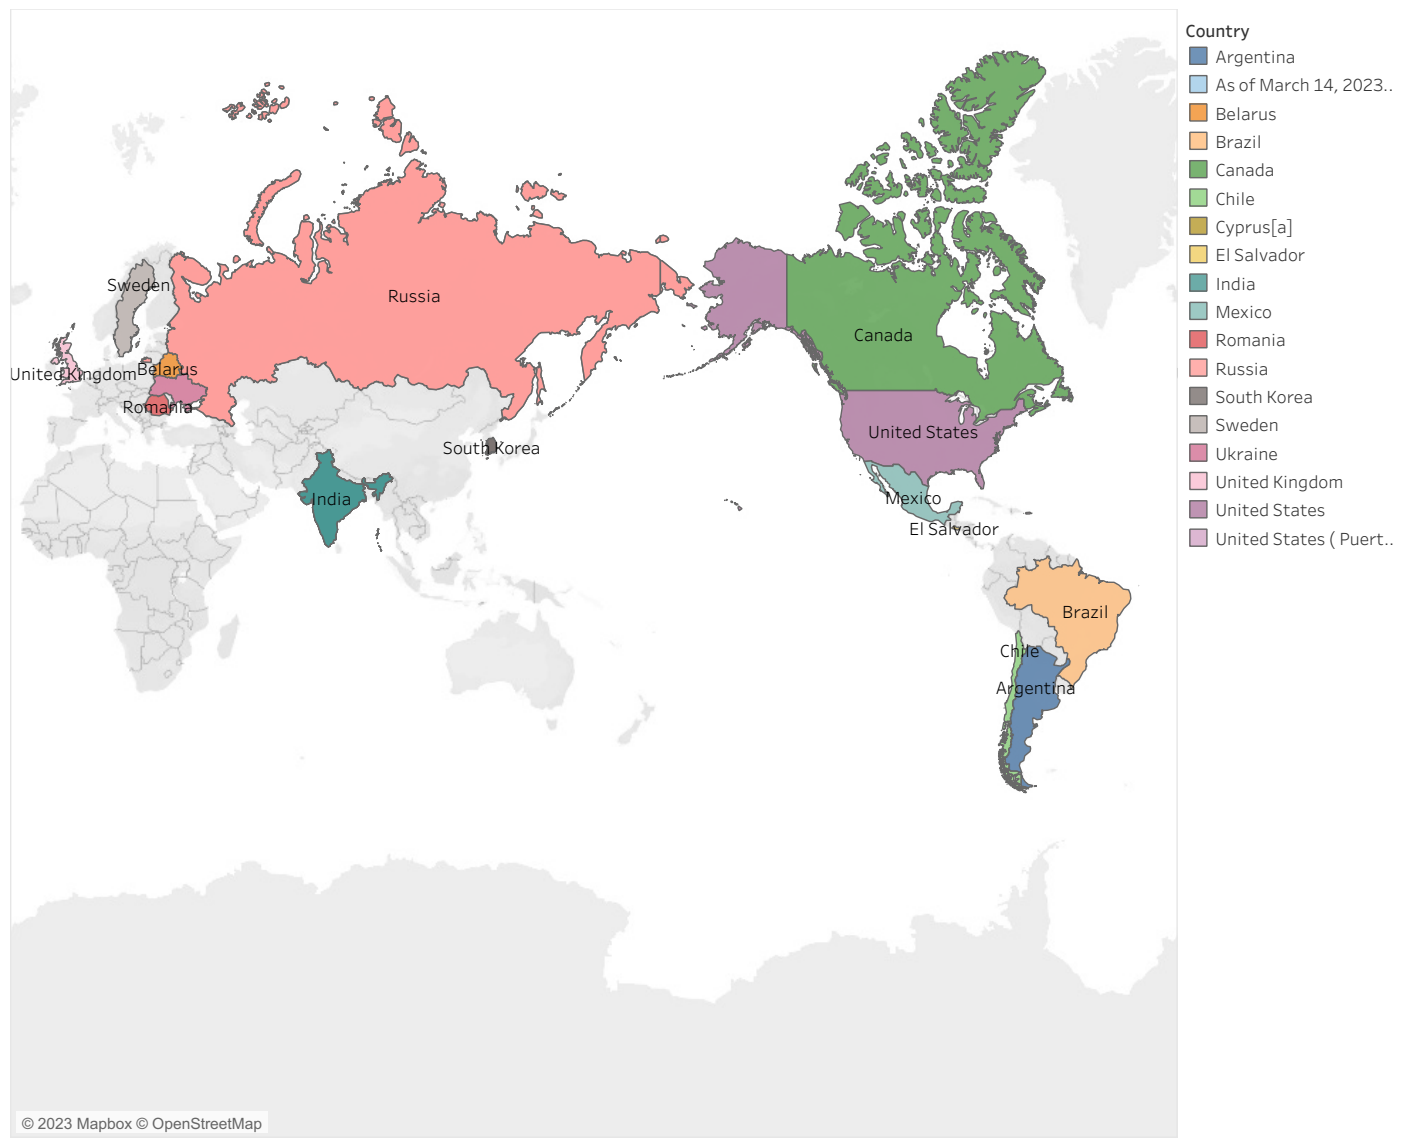 Country
Argentina
As of March 14, 2023..
Belarus
Brazil
Canada
Chile
Cyprus[a]
El Salvador
India
Mexico
Romania
Russia
South Korea
Sweden
Ukraine
United Kingdom
United States
United States ( Puert..
Sweden
Russia
Canada
United Kingdom
Belarus
Romania
United States
South Korea
India
Mexico
El Salvador
Brazil
Chile
Argentina
© 2023 Mapbox © OpenStreetMap